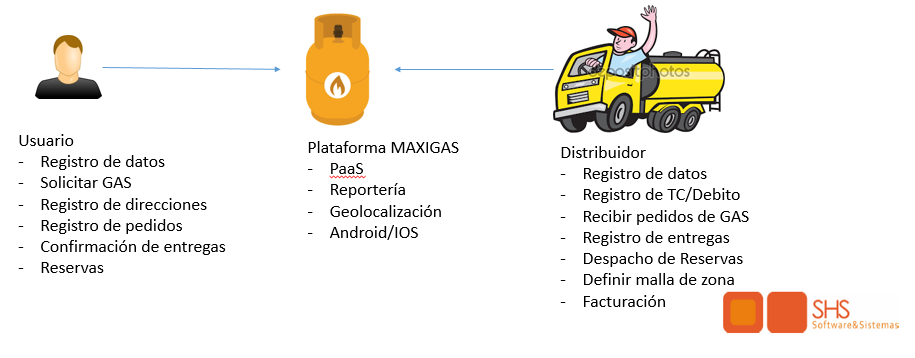 Usuario
- Registro de datos
- Solicitar GAS
- Registro de direcciones
- Registro de pedidos
- Confirmación de entregas
- Reservas
Plataforma MAXIGAS
- PaaS
- Reportería
- Geolocalización
- Android/IOS
depositphotos
Distribuidor
- Registro de datos
- Registro de TC/Debito
- Recibir pedidos de GAS
- Registro de entregas
- Despacho de Reservas
- Definir malla de zona
- Facturación
SHS
Software&Sistemas